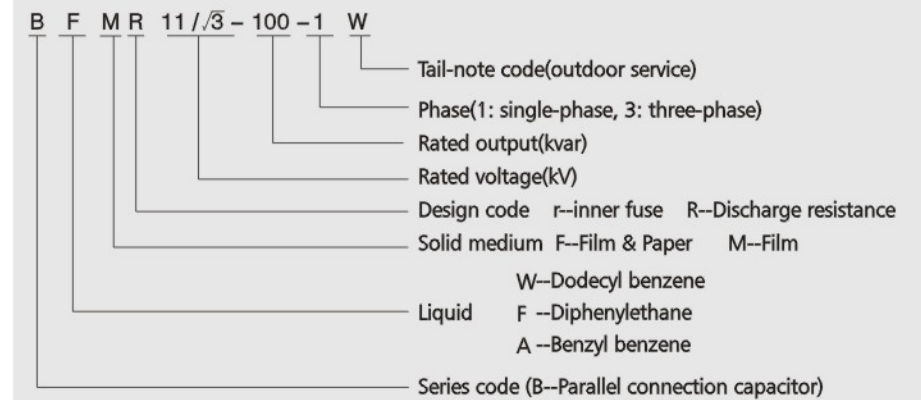 B F M R 11/√3-100-1 W
Tail-note code(outdoor service)
Phase(1: single-phase, 3: three-phase)
Rated output(kvar)
Rated voltage(kV)
Design code r--inner fuse R--Discharge resistance
Solid medium F--Film & Paper M--Film
W--Dodecyl benzene
Liquid F --Diphenylethane
A --Benzyl benzene
Series code (B--Parallel connection capacitor)